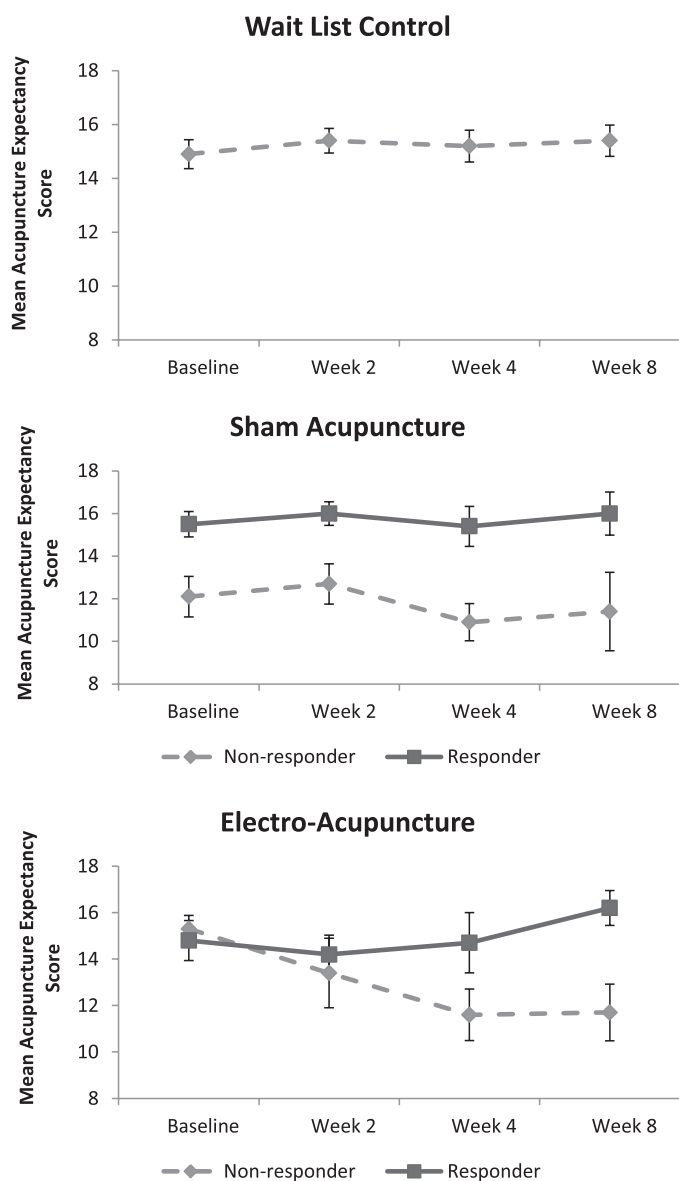 Wait List Control
Mean Acupuncture Expectancy
Score
18
16
14
12
10
8
Baseline
Week 2
Week 4
Week 8
Sham Acupuncture
Mean Acupuncture Expectancy
Score
18
16
14
12
10
8
Baseline
Week 2
Week 4
Week 8
Non-responder
Responder
Electro-Acupuncture
Mean Acupuncture Expectancy
Score
18
16
14
12
10
8
Baseline
Week 2
Week 4
Week 8
Non-responder
Responder